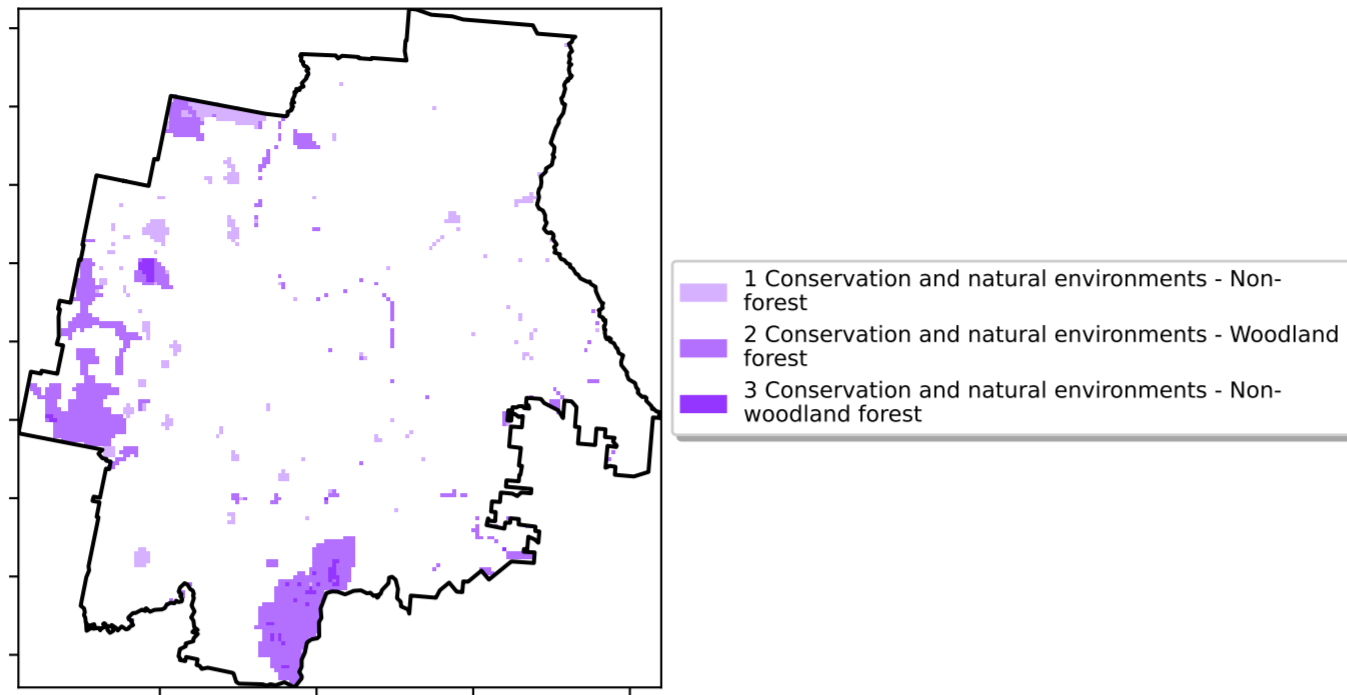 1 Conservation and natural environments - Non-
forest
2 Conservation and natural environments - Woodland
forest
3 Conservation and natural environments - Non-
woodland forest